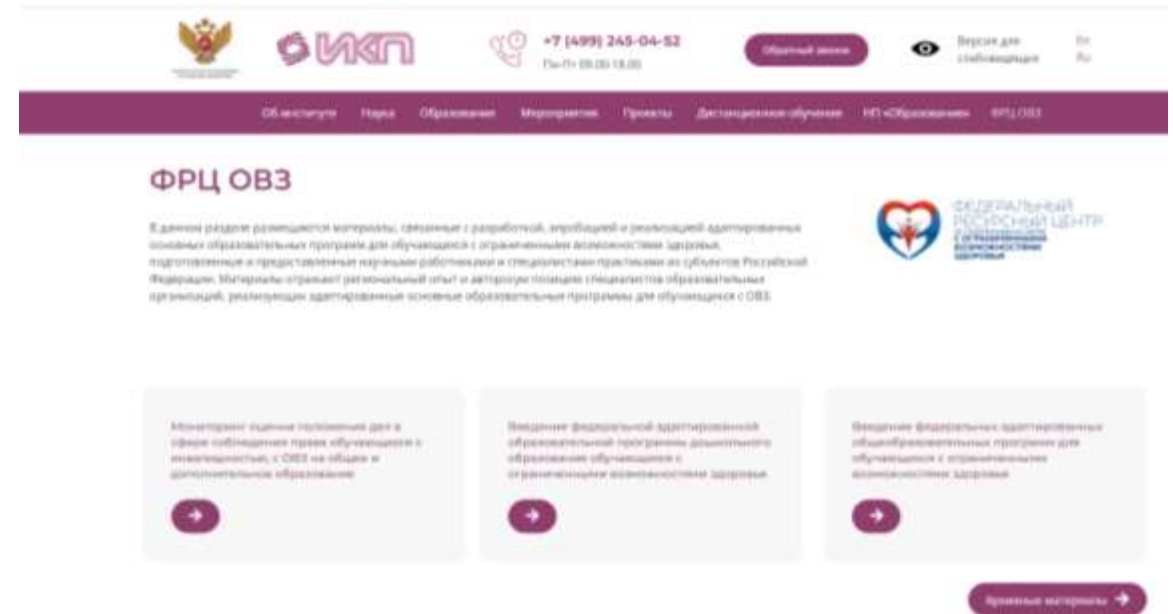 ИКП
+7 (499) 245-04-52
Пн-Пт 09.00-18.00
Обратный звонок
Версия для
слабовидящих
En
Ru
Об институте Наука Образование Мероприятия Проекты Дистанционное обучение НП «Образование» ФРЦ ОВЗ
ФРЦ ОВЗ
В данном разделе размещаются материалы, связанные с разработкой, апробацией и реализацией адаптированных
основных образовательных программ для обучающихся с ограниченными возможностями здоровья,
подготовленные и предоставленные научными работниками и специалистами практиками из субъектов Российской
Федерации. Материалы отражают региональный опыт и авторскую позицию специалистов образовательных
организаций, реализующих адаптированные основные образовательные программы для обучающихся с ОВЗ.
ФЕДЕРАЛЬНЫЙ
РЕСУРСНЫЙ ЦЕНТР
С ОГРАНИЧЕННЫМИ
ВОЗМОЖНОСТЯМИ
ЗДОРОВЬЯ
Мониторинг оценки положения дел в
сфере соблюдения права обучающихся с
инвалидностью, с ОВЗ на общее и
дополнительное образование
Введение федеральной адаптированной
образовательной программы дошкольного
образования обучающихся с
ограниченными возможностями здоровья
Введение федеральных адаптированных
общеобразовательных программ для
обучающихся с ограниченными
возможностями здоровья
Архивные материалы